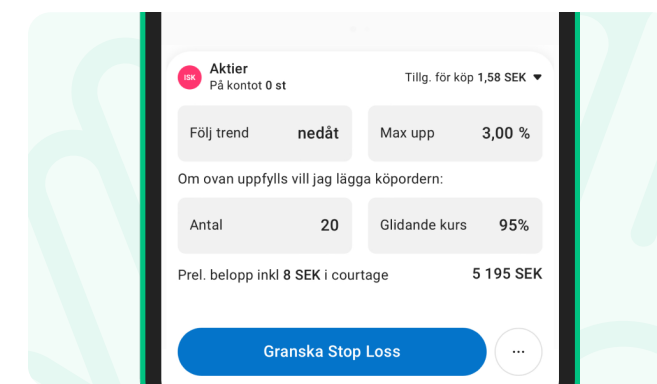 ISK
Aktier
På kontot 0 st
Tillg. för köp 1,58 SEK
Följ trend nedåt
Max upp 3,00 %
Om ovan uppfylls vill jag lägga köpordern:
Antal 20
Glidande kurs 95%
Prel. belopp inkl 8 SEK i courtage 5 195 SEK
Granska Stop Loss
...